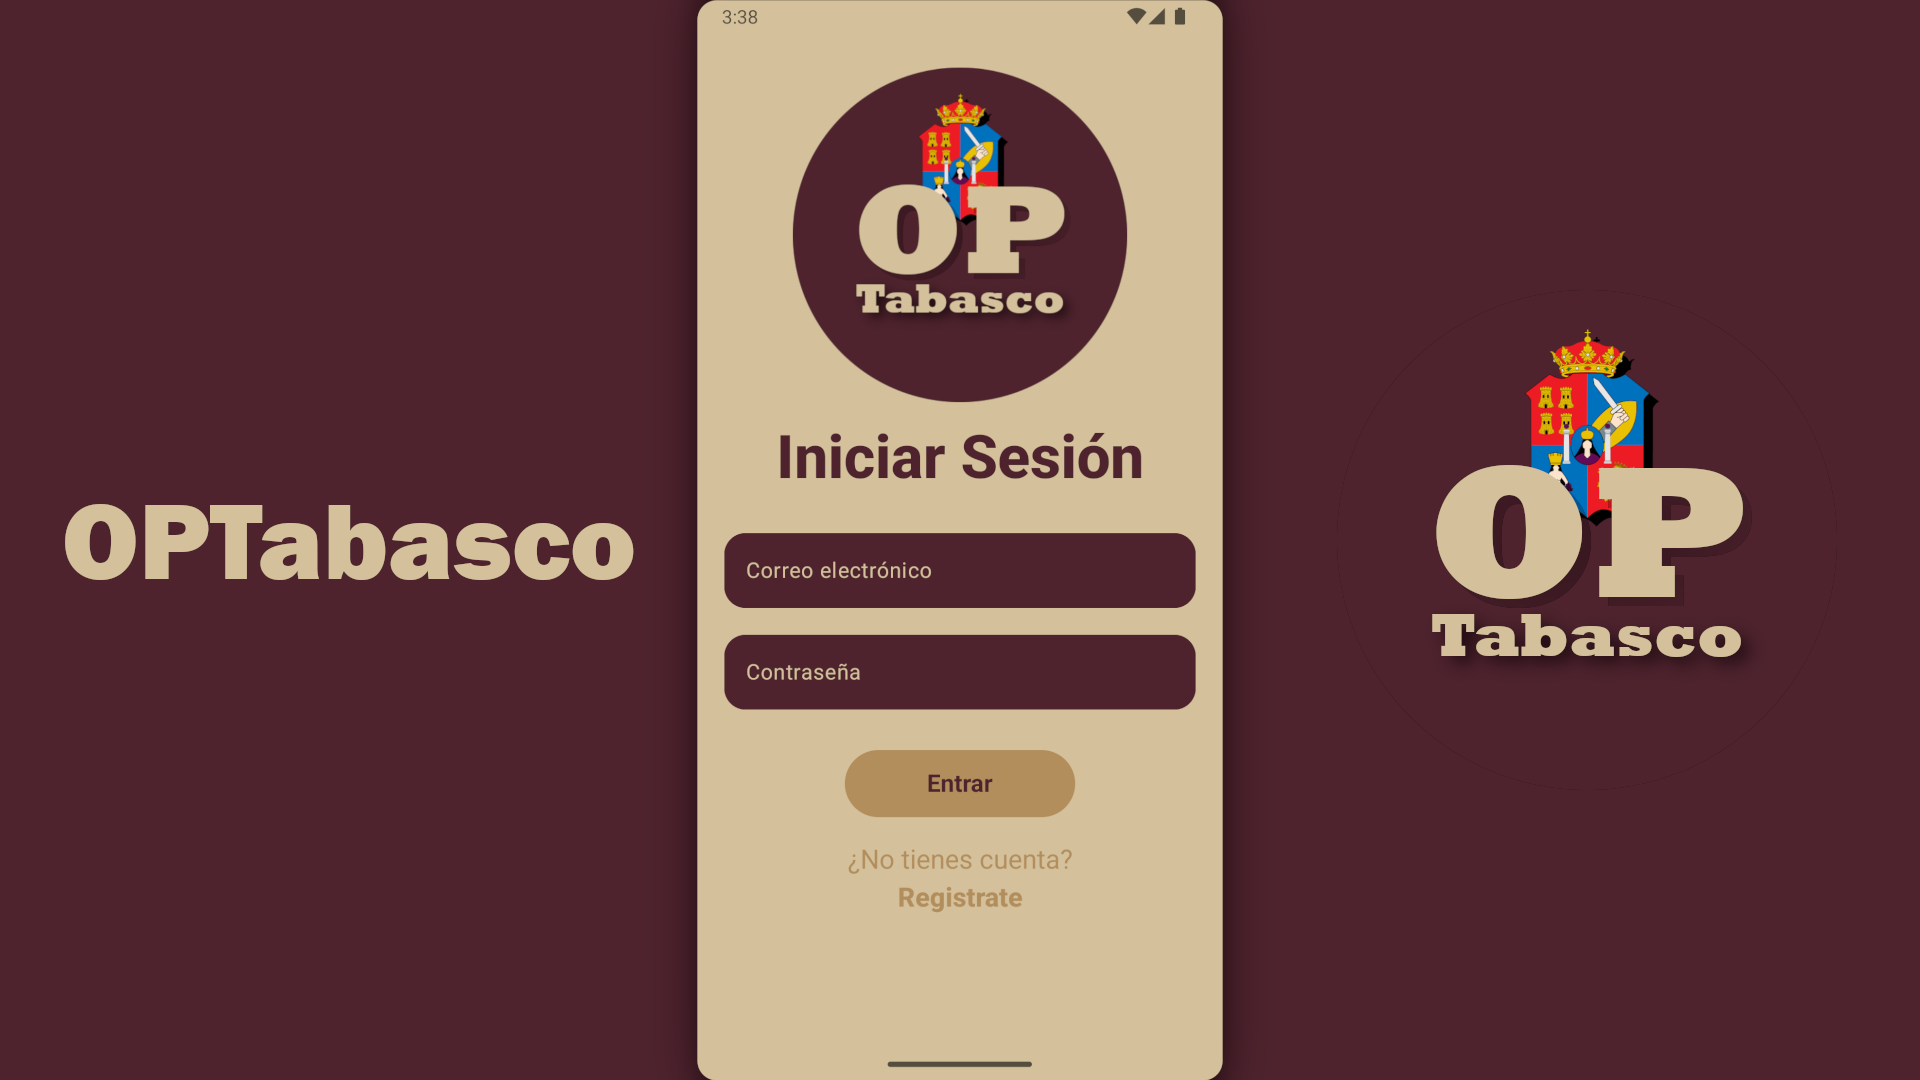 OPTabasco
3:38
OP
Tabasco
Iniciar Sesión
Correo electrónico
Contraseña
Entrar
¿No tienes cuenta?
Registrate
OP
Tabasco